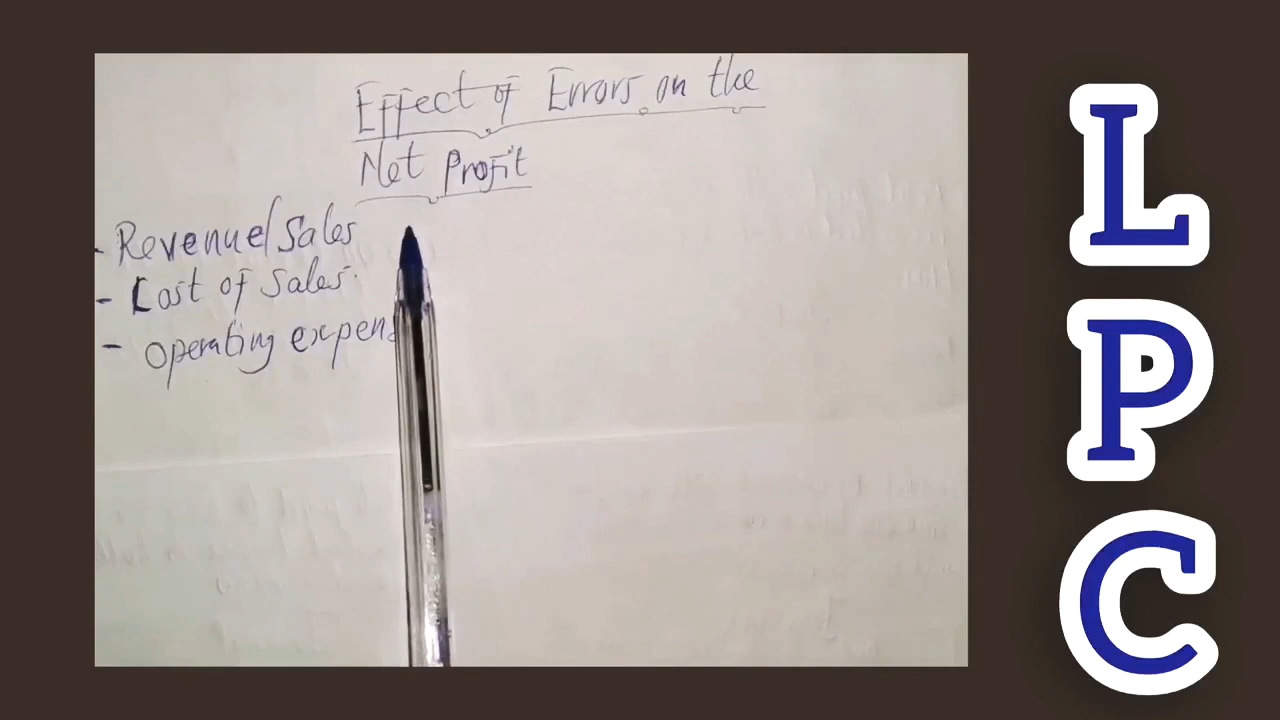 Effect of Errors on the
Net Profit
- Revenue/Sales
- Cost of Sales.
- Operating expens
L
P
C